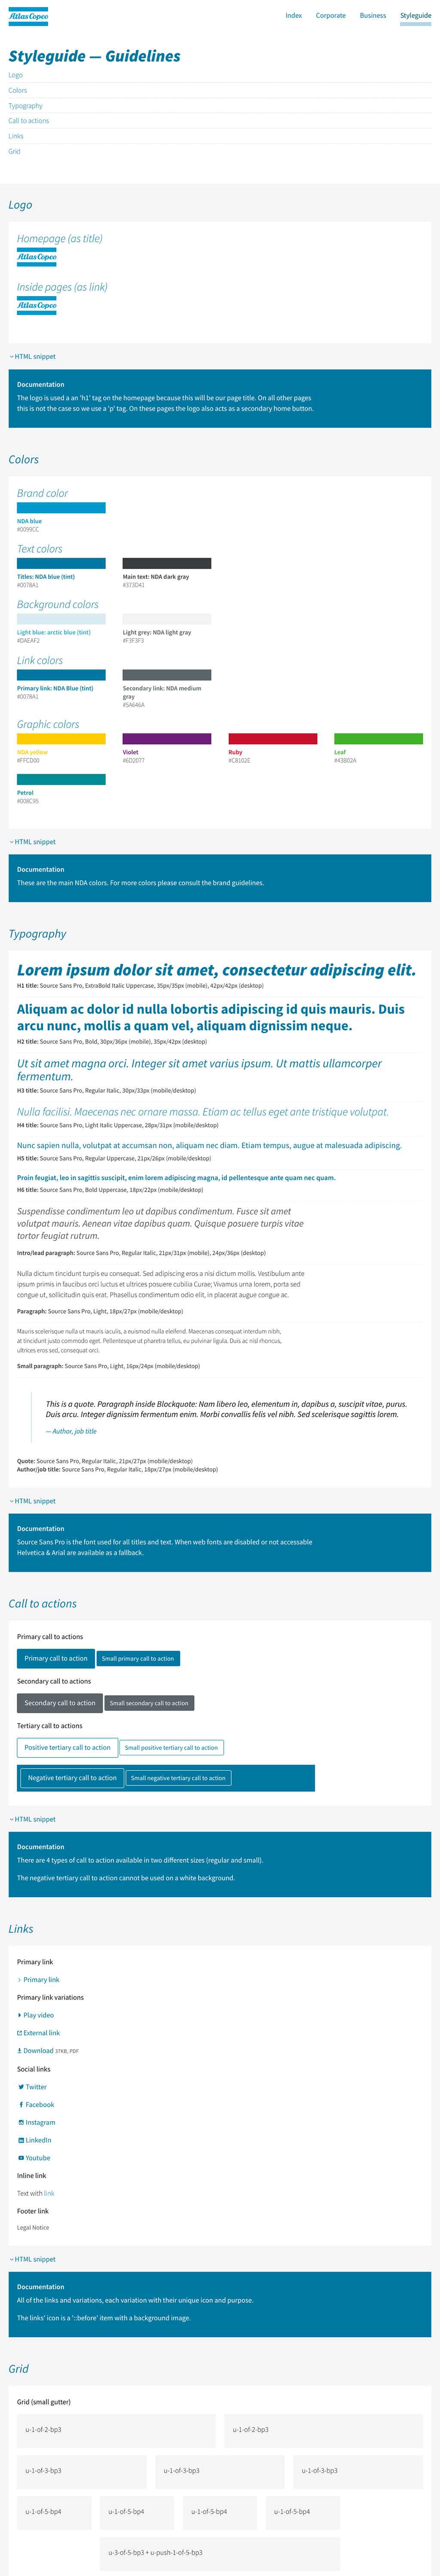 Atlas Copco
Index Corporate Business Styleguide
Styleguide — Guidelines
Logo
Colors
Typography
Call to actions
Links
Grid
Logo
Homepage (as title)
Atlas Copco
Inside pages (as link)
Atlas Copco
HTML snippet
Documentation
The logo is used a an 'h1' tag on the homepage because this will be our page title. On all other pages
this is not the case so we use a 'p' tag. On these pages the logo also acts as a secondary home button.
Colors
Brand color
NDA blue
#0099CC
Text colors
Titles: NDA blue (tint) Main text: NDA dark gray
#0078A1 #373D41
Background colors
Light blue: arctic blue (tint) Light grey: NDA light gray
#DAEAF2 #F3F3F3
Link colors
Primary link: NDA Blue (tint) Secondary link: NDA medium
gray
#0078A1 #5A646A
Graphic colors
NDA yellow Violet Ruby Leaf
#FFCD00 #6D2077 #C8102E #43B02A
Petrol
#008C95
HTML snippet
Documentation
These are the main NDA colors. For more colors please consult the brand guidelines.
Typography
Lorem ipsum dolor sit amet, consectetur adipiscing elit.
H1 title: Source Sans Pro, ExtraBold Italic Uppercase, 35px/35px (mobile), 42px/42px (desktop)
Aliquam ac dolor id nulla lobortis adipiscing id quis mauris. Duis
arcu nunc, mollis a quam vel, aliquam dignissim neque.
H2 title: Source Sans Pro, Bold, 30px/36px (mobile), 35px/42px (desktop)
Ut sit amet magna orci. Integer sit amet varius ipsum. Ut mattis ullamcorper
fermentum.
H3 title: Source Sans Pro, Regular Italic, 30px/33px (mobile/desktop)
Nulla facilisi. Maecenas nec ornare massa. Etiam ac tellus eget ante tristique volutpat.
H4 title: Source Sans Pro, Light Italic Uppercase, 28px/31px (mobile/desktop)
Nunc sapien nulla, volutpat at accumsan non, aliquam nec diam. Etiam tempus, augue at malesuada adipiscing.
H5 title: Source Sans Pro, Regular Uppercase, 21px/26px (mobile/desktop)
Proin feugiat, leo in sagittis suscipit, enim lorem adipiscing magna, id pellentesque ante quam nec quam.
H6 title: Source Sans Pro, Bold Uppercase, 18px/22px (mobile/desktop)
Suspendisse condimentum leo ut dapibus condimentum. Fusce sit amet
volutpat mauris. Aenean vitae dapibus quam. Quisque posuere turpis vitae
tortor feugiat rutrum.
Intro/lead paragraph: Source Sans Pro, Regular Italic, 21px/31px (mobile), 24px/36px (desktop)
Nulla dictum tincidunt turpis eu consequat. Sed adipiscing eros a nisi dictum mollis. Vestibulum ante
ipsum primis in faucibus orci luctus et ultrices posuere cubilia Curae; Vivamus urna lorem, porta sed
congue ut, sollicitudin quis erat. Phasellus condimentum odio elit, in placerat augue congue ac.
Paragraph: Source Sans Pro, Light, 18px/27px (mobile/desktop)
Mauris scelerisque nulla ut mauris iaculis, a euismod nulla eleifend. Maecenas consequat interdum nibh,
at tincidunt justo commodo eget. Pellentesque ut pharetra tellus, eu pulvinar ligula. Duis ac nisl rhoncus,
ultrices eros sed, consequat orci.
Small paragraph: Source Sans Pro, Light, 16px/24px (mobile/desktop)
This is a quote. Paragraph inside Blockquote: Nam libero leo, elementum in, dapibus a, suscipit vitae, purus.
Duis arcu. Integer dignissim fermentum enim. Morbi convallis felis vel nibh. Sed scelerisque sagittis lorem.
— Author, job title
Quote: Source Sans Pro, Regular Italic, 21px/27px (mobile/desktop)
Author/job title: Source Sans Pro, Regular Italic, 18px/27px (mobile/desktop)
HTML snippet
Documentation
Source Sans Pro is the font used for all titles and text. When web fonts are disabled or not accessable
Helvetica & Arial are available as a fallback.
Call to actions
Primary call to actions
Primary call to action Small primary call to action
Secondary call to actions
Secondary call to action Small secondary call to action
Tertiary call to actions
Positive tertiary call to action Small positive tertiary call to action
Negative tertiary call to action Small negative tertiary call to action
HTML snippet
Documentation
There are 4 types of call to action available in two different sizes (regular and small).
The negative tertiary call to action cannot be used on a white background.
Links
Primary link
Primary link
Primary link variations
Play video
External link
Download 37KB, PDF
Social links
Twitter
Facebook
Instagram
LinkedIn
Youtube
Inline link
Text with link
Footer link
Legal Notice
HTML snippet
Documentation
All of the links and variations, each variation with their unique icon and purpose.
The links' icon is a '::before' item with a background image.
Grid
Grid (small gutter)
u-1-of-2-bp3 u-1-of-2-bp3
u-1-of-3-bp3 u-1-of-3-bp3 u-1-of-3-bp3
u-1-of-5-bp4 u-1-of-5-bp4 u-1-of-5-bp4 u-1-of-5-bp4
u-3-of-5-bp3 + u-push-1-of-5-bp3